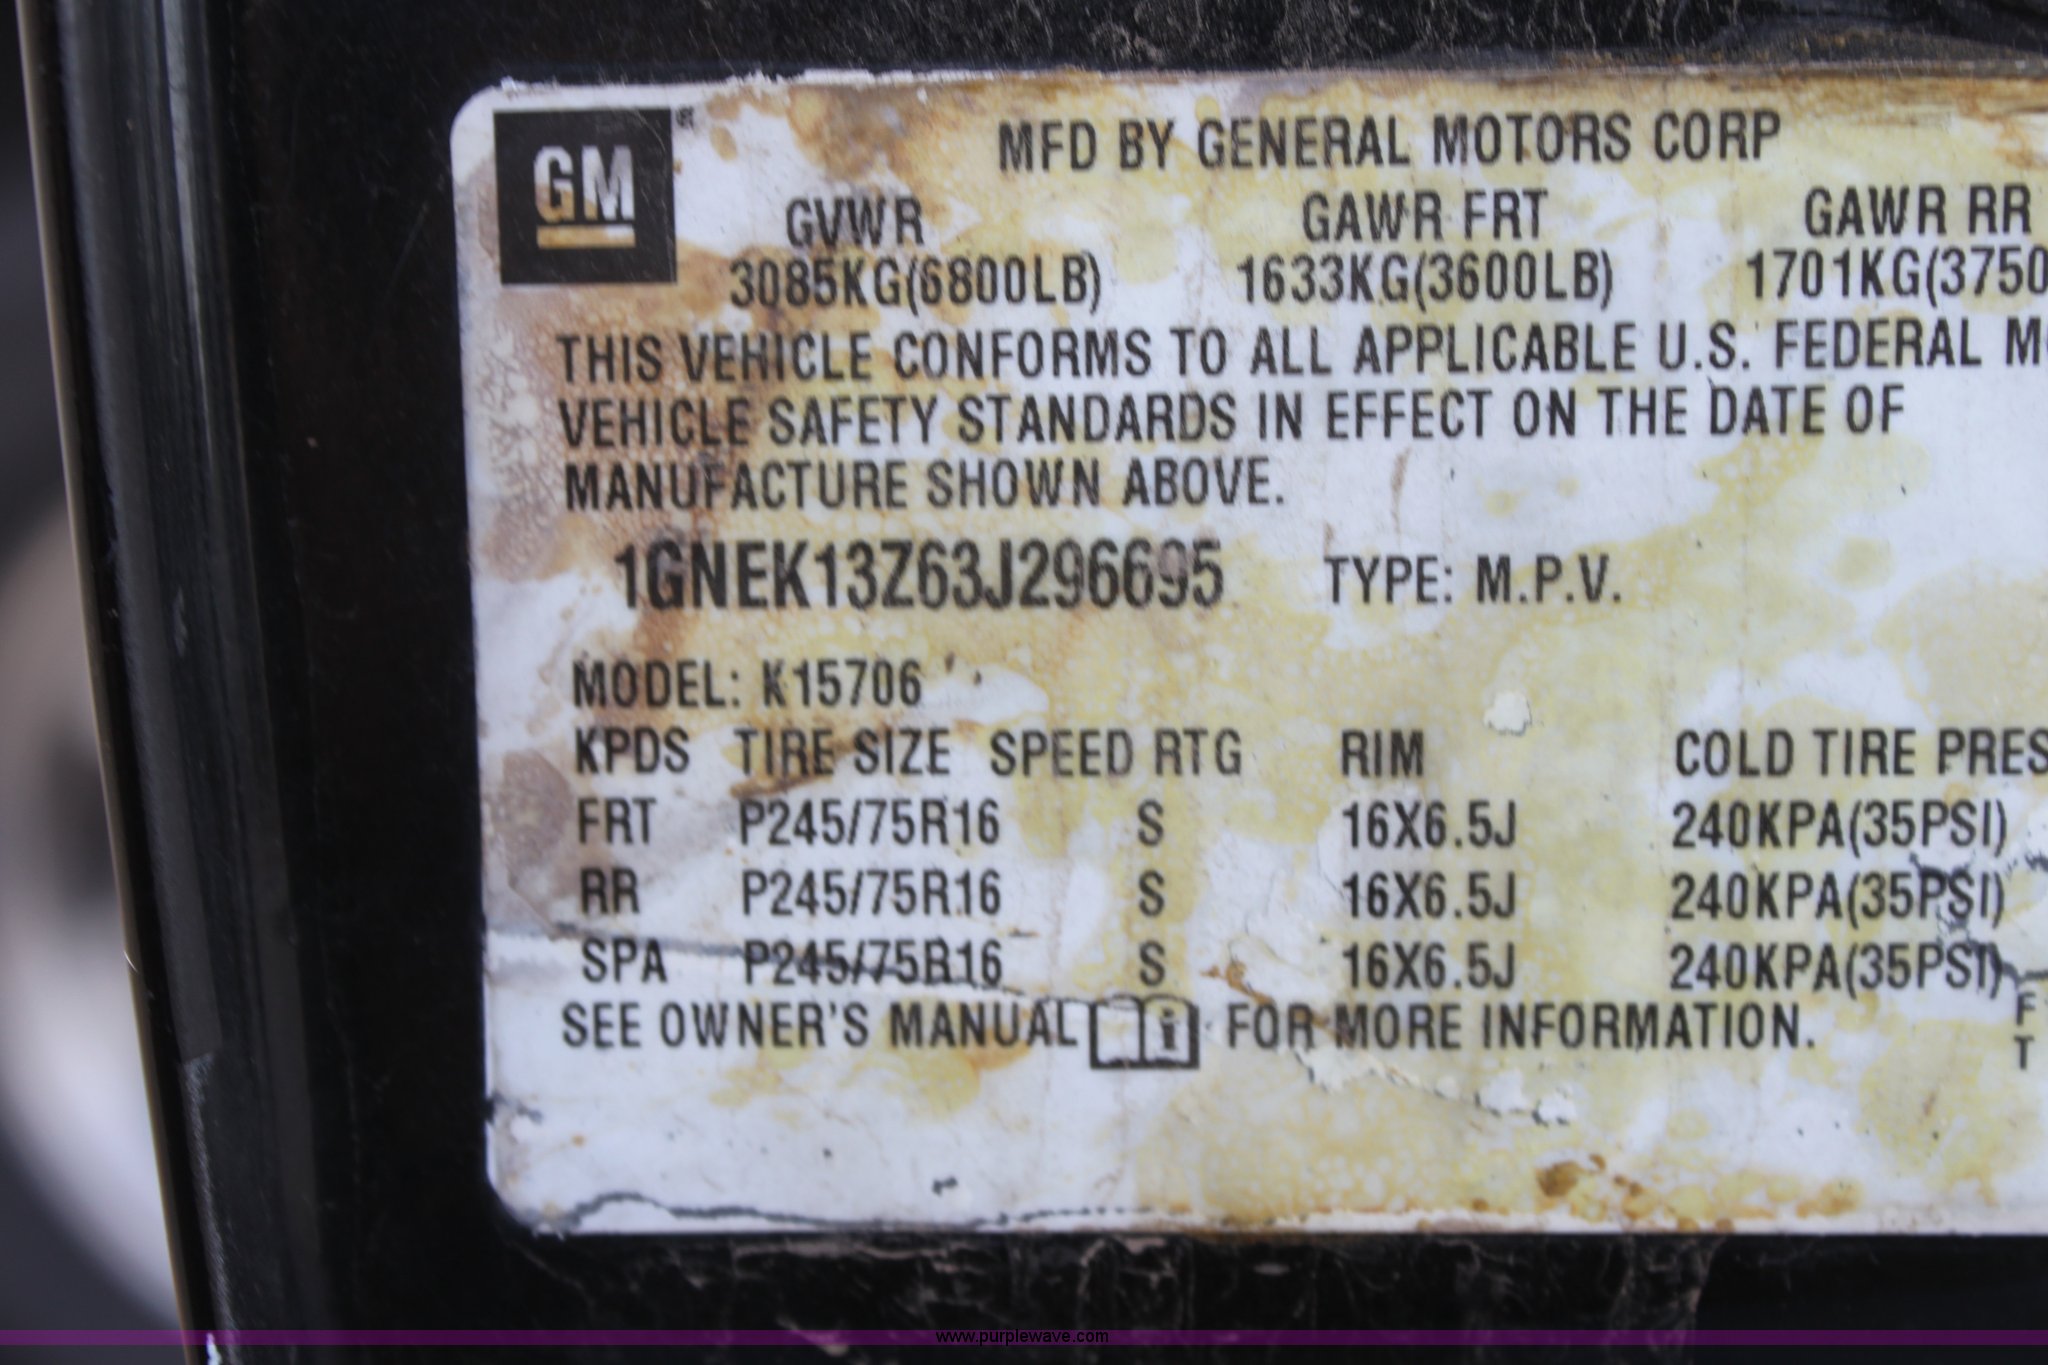 GM
MFD BY GENERAL MOTORS CORP
GVWR GAWR FRT GAWR RR
3085KG(6800LB) 1633KG(3600LB) 1701KG(3750
THIS VEHICLE CONFORMS TO ALL APPLICABLE U.S. FEDERAL MO
VEHICLE SAFETY STANDARDS IN EFFECT ON THE DATE OF
MANUFACTURE SHOWN ABOVE.
1GNEK13Z63J296695 TYPE: M.P.V.
MODEL: K15706
KPDS TIRE SIZE SPEED RTG RIM COLD TIRE PRES
FRT P245/75R16 S 16X6.5J 240KPA(35PSI)
RR P245/75R16 S 16X6.5J 240KPA(35PSI)
SPA P245/75R16 S 16X6.5J 240KPA(35PSI)
SEE OWNER'S MANUAL i FOR MORE INFORMATION.
F
T
www.purplewave.com